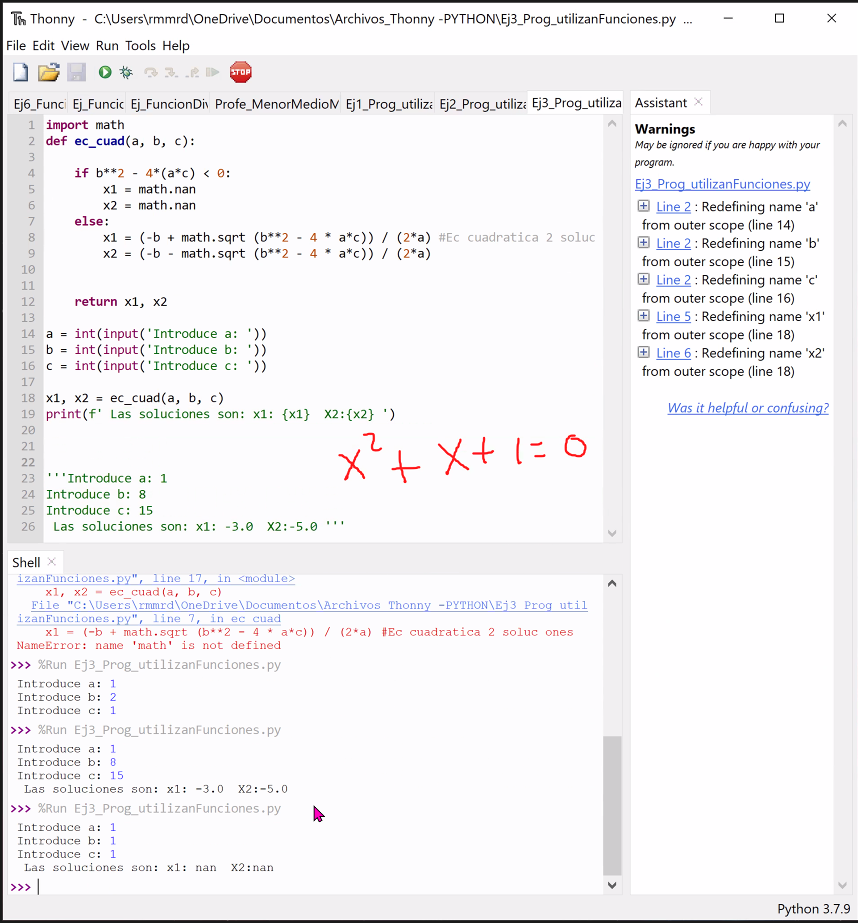 Thonny - C:\Users\rmmrd\OneDrive\Documentos\Archivos_Thonny -PYTHON\Ej3_Prog_utilizanFunciones.py ...
File Edit View Run Tools Help
STOP
Ej6_Funci Ej_Funcio Ej_FuncionDiv Profe_MenorMedioM Ej1_Prog_utiliza Ej2_Prog_utiliza Ej3_Prog_utiliza
1 import math
2 def ec_cuad(a, b, c):
3
4 if b**2 - 4*(a*c) < 0:
5 x1 = math.nan
6 x2 = math.nan
7 else:
8 x1 = (-b + math.sqrt (b**2 - 4 * a*c)) / (2*a) #Ec cuadratica 2 soluc
9 x2 = (-b - math.sqrt (b**2 - 4 * a*c)) / (2*a)
10
11
12 return x1, x2
13
14 a = int(input('Introduce a: '))
15 b = int(input('Introduce b: '))
16 c = int(input('Introduce c: '))
17
18 x1, x2 = ec_cuad(a, b, c)
19 print(f' Las soluciones son: x1: {x1}  X2:{x2} ')
20
21
22
x² + x + 1 = 0
23 '''Introduce a: 1
24 Introduce b: 8
25 Introduce c: 15
26 Las soluciones son: x1: -3.0  X2:-5.0 '''
Shell
izanFunciones.py", line 17, in <module>
x1, x2 = ec_cuad(a, b, c)
File "C:\Users\rmmrd\OneDrive\Documentos\Archivos Thonny -PYTHON\Ej3 Prog util
izanFunciones.py", line 7, in ec cuad
x1 = (-b + math.sqrt (b**2 - 4 * a*c)) / (2*a) #Ec cuadratica 2 soluc ones
NameError: name 'math' is not defined
>>> %Run Ej3_Prog_utilizanFunciones.py
Introduce a: 1
Introduce b: 2
Introduce c: 1
>>> %Run Ej3_Prog_utilizanFunciones.py
Introduce a: 1
Introduce b: 8
Introduce c: 15
Las soluciones son: x1: -3.0  X2:-5.0
>>> %Run Ej3_Prog_utilizanFunciones.py
Introduce a: 1
Introduce b: 1
Introduce c: 1
Las soluciones son: x1: nan  X2:nan
>>>
Assistant
Warnings
May be ignored if you are happy with your
program.
Ej3_Prog_utilizanFunciones.py
Line 2 : Redefining name 'a'
from outer scope (line 14)
Line 2 : Redefining name 'b'
from outer scope (line 15)
Line 2 : Redefining name 'c'
from outer scope (line 16)
Line 5 : Redefining name 'x1'
from outer scope (line 18)
Line 6 : Redefining name 'x2'
from outer scope (line 18)
Was it helpful or confusing?
Python 3.7.9